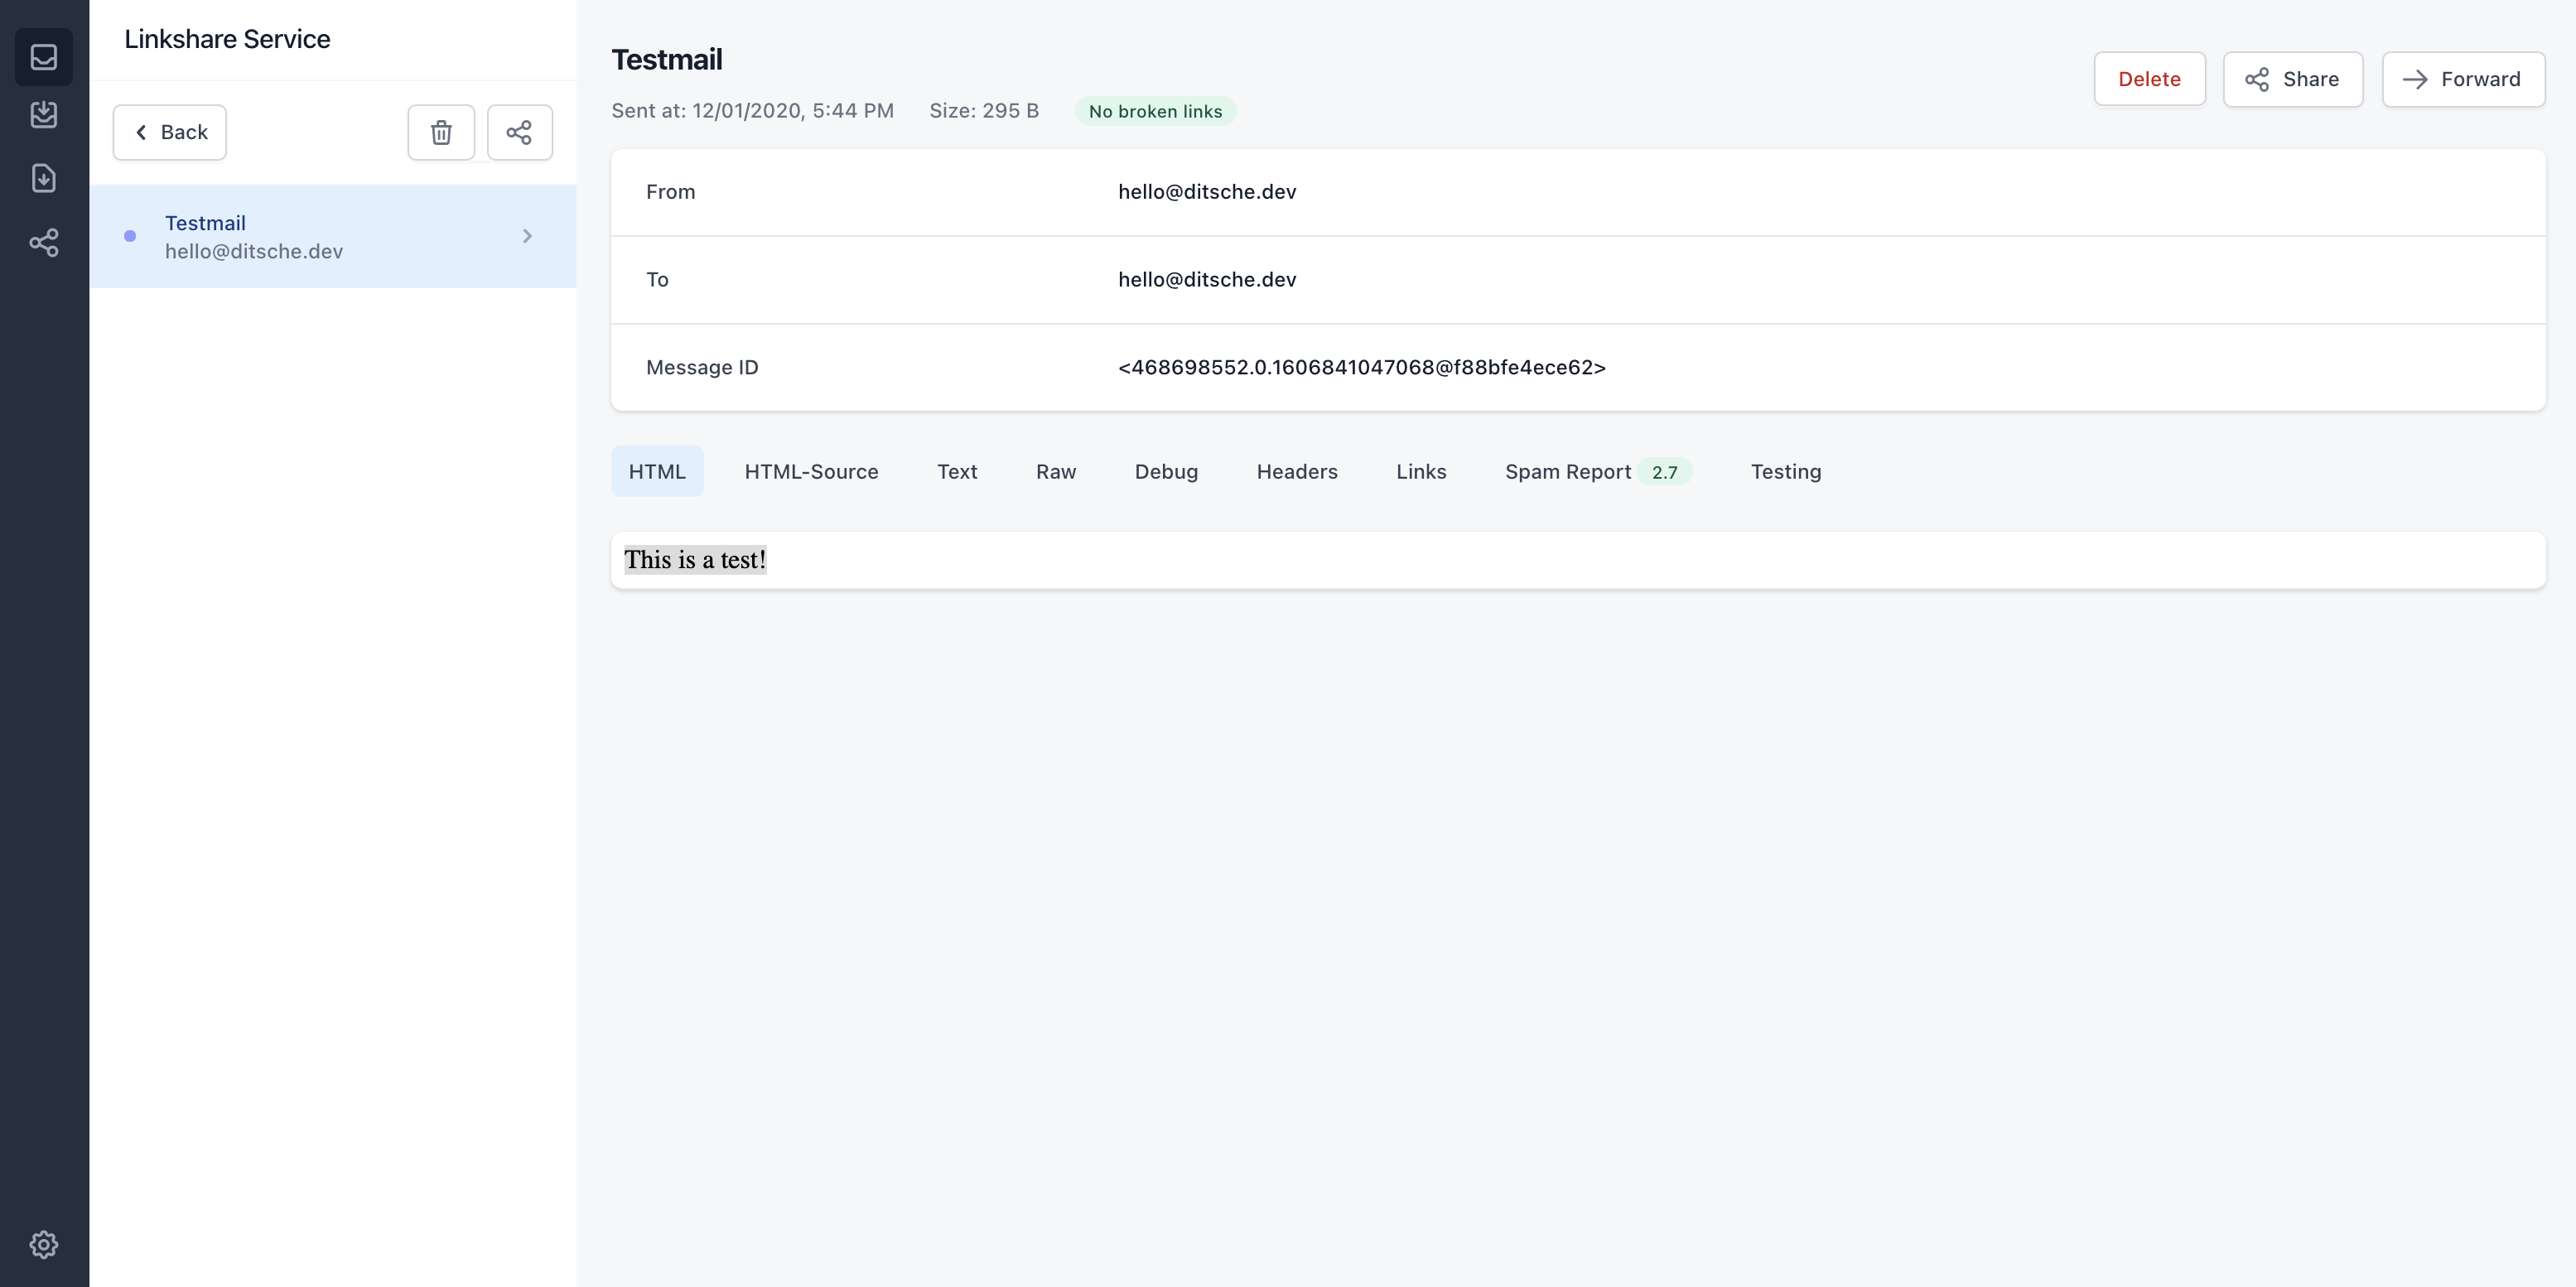 Linkshare Service
Back
Testmail
hello@ditsche.dev
Testmail
Sent at: 12/01/2020, 5:44 PM Size: 295 B No broken links
Delete Share Forward
From hello@ditsche.dev
To hello@ditsche.dev
Message ID <468698552.0.1606841047068@f88bfe4ece62>
HTML HTML-Source Text Raw Debug Headers Links Spam Report 2.7 Testing
This is a test!